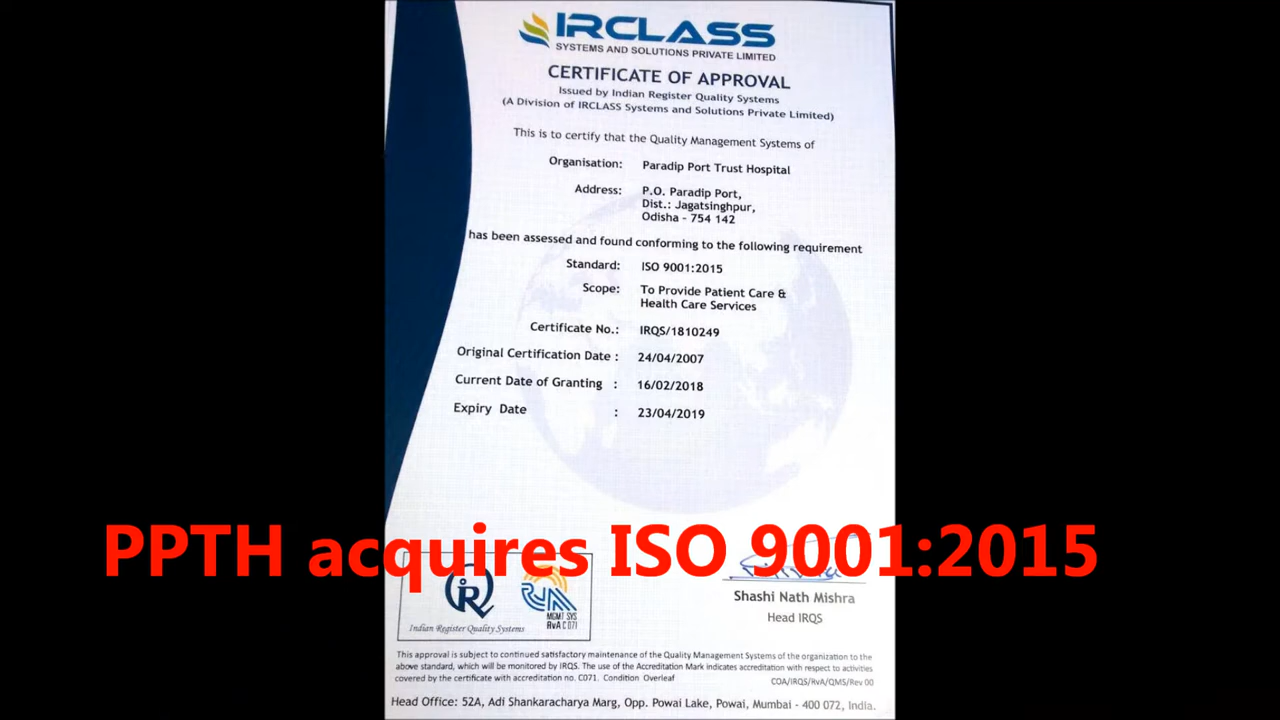 IRCLASS
SYSTEMS AND SOLUTIONS PRIVATE LIMITED
CERTIFICATE OF APPROVAL
Issued by Indian Register Quality Systems
(A Division of IRCLASS Systems and Solutions Private Limited)
This is to certify that the Quality Management Systems of
Organisation: Paradip Port Trust Hospital
Address: P.O. Paradip Port,
Dist.: Jagatsinghpur,
Odisha - 754 142
has been assessed and found conforming to the following requirement
Standard: ISO 9001:2015
Scope: To Provide Patient Care &
Health Care Services
Certificate No.: IRQS/1810249
Original Certification Date : 24/04/2007
Current Date of Granting : 16/02/2018
Expiry Date : 23/04/2019
PPTH acquires ISO 9001:2015
IR
Indian Register Quality Systems
RvA
MGMT SYS
RvA C 071
Shashi Nath Mishra
Head IRQS
This approval is subject to continued satisfactory maintenance of the Quality Management Systems of the organization to the
above standard, which will be monitored by IRQS. The use of the Accreditation Mark indicates accreditation with respect to activities
covered by the certificate with accreditation no. C071. Condition Overleaf
COA/IRQS/RvA/QMS/Rev 00
Head Office: 52A, Adi Shankaracharya Marg, Opp. Powai Lake, Powai, Mumbai - 400 072, India.